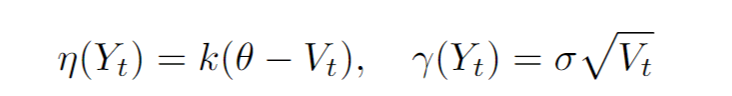 η(Y_t) = k(θ − V_t), γ(Y_t) = σ√V_t